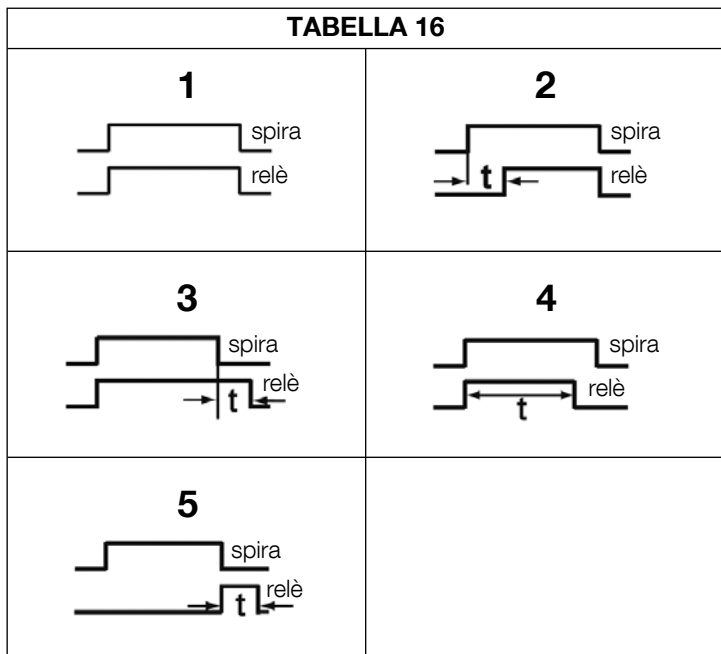 TABELLA 16
1
spira
relè
2
spira
relè
t
3
spira
relè
t
4
spira
relè
t
5
spira
relè
t